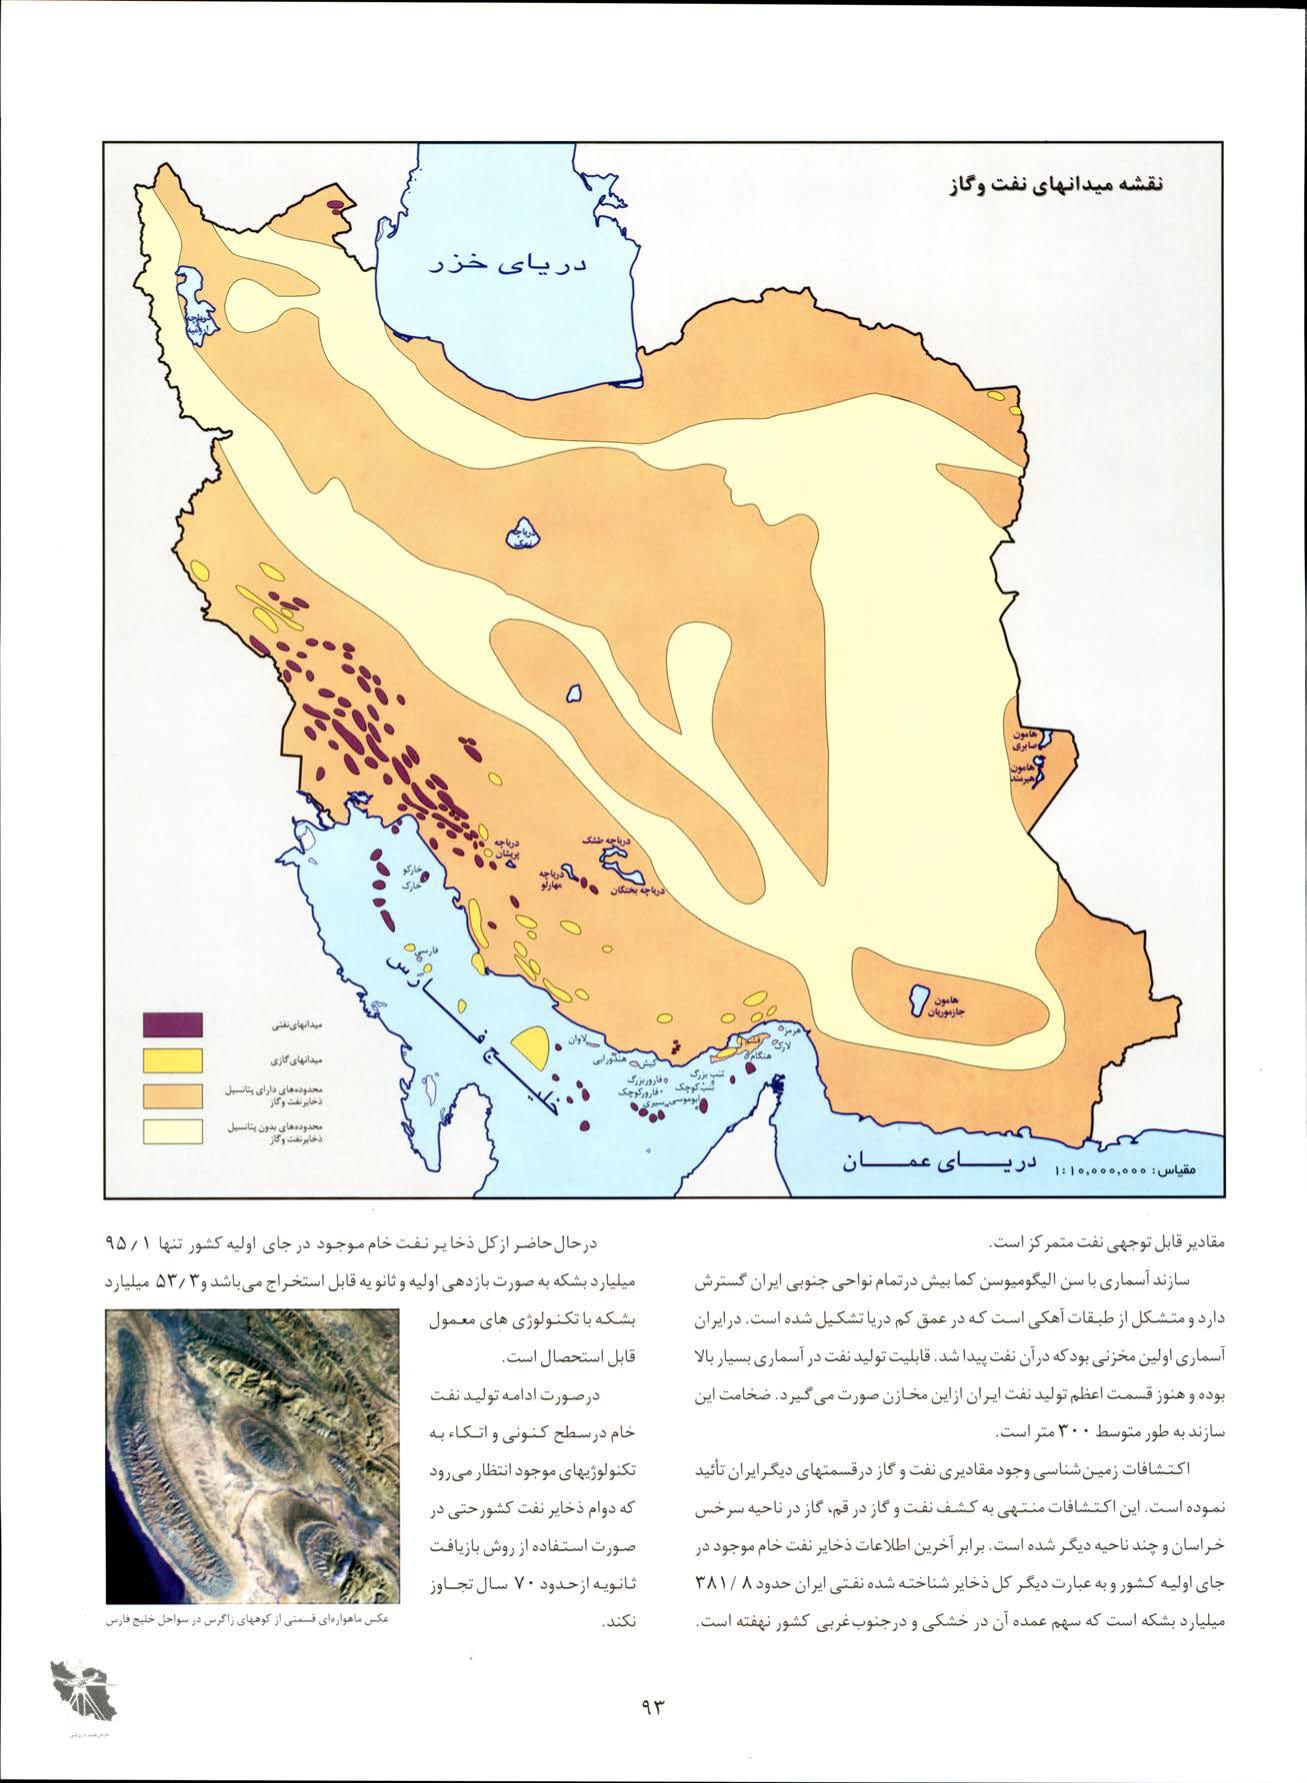 نقشه میدانهای نفت وگاز
دریای خزر
دریاچه
ارومیه
دریاچه
نمک
هامون
صابری
هامون
هیرمند
دریاچه
پریشان
دریاچه طشک
دریاچه
مهارلو
دریاچه بختگان
خارکو
خارک
فارسی
خلیج فارس
هامون
جازموریان
لاوان
هندورابی
کیش
قشم
هرمز
لارک
هنگام
تنب بزرگ
تنب کوچک
فاروربزرگ
فارورکوچک
سیری
ابوموسی
میدانهای‌نفتی
میدانهای‌گازی
محدوده‌های دارای پتانسیل
ذخایرنفت وگاز
محدوده‌های بدون پتانسیل
ذخایرنفت وگاز
دریای عمان
مقیاس: ۱:۱۰,۰۰۰,۰۰۰
مقادیر قابل توجهی نفت متمرکز است.
سازند آسماری با سن الیگومیوسن کما بیش درتمام نواحی جنوبی ایران گسترش
دارد و متشکل از طبقات آهکی است که در عمق کم دریا تشکیل شده است. درایران
آسماری اولین مخزنی بودکه درآن نفت پیدا شد. قابلیت تولید نفت در آسماری بسیار بالا
بوده و هنوز قسمت اعظم تولید نفت ایران ازاین مخازن صورت می‌گیرد. ضخامت این
سازند به طور متوسط ۳۰۰ متر است.
اکتشافات زمین‌شناسی وجود مقادیری نفت و گاز درقسمتهای دیگرایران تأئید
نموده است. این اکتشافات منتهی به کشف نفت و گاز در قم، گاز در ناحیه سرخس
خراسان و چند ناحیه دیگر شده است. برابر آخرین اطلاعات ذخایر نفت خام موجود در
جای اولیه کشور و به عبارت دیگر کل ذخایر شناخته شده نفتی ایران حدود ۳۸۱/۸
میلیارد بشکه است که سهم عمده آن در خشکی و درجنوب‌غربی کشور نهفته است.
درحال حاضر ازکل ذخایر نفت خام موجود در جای اولیه کشور تنها ۹۵/۱
میلیارد بشکه به صورت بازدهی اولیه و ثانویه قابل استخراج می‌باشد و ۵۳/۳ میلیارد
بشکه با تکنولوژی های معمول
قابل استحصال است.
درصورت ادامه تولید نفت
خام درسطح کنونی و اتکاء به
تکنولوژیهای موجود انتظار می‌رود
که دوام ذخایر نفت کشورحتی در
صورت استفاده از روش بازیافت
ثانویه ازحدود ۷۰ سال تجاوز
نکند.
عکس ماهواره‌ای قسمتی از کوههای زاگرس در سواحل خلیج فارس
۹۳